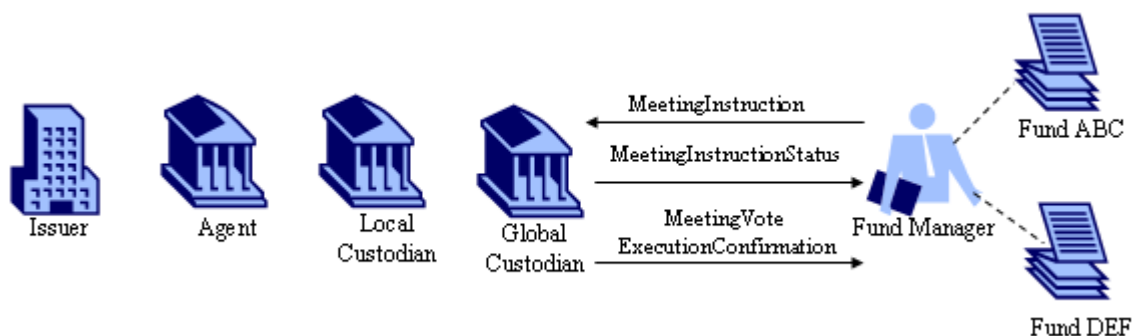 MeetingInstruction
Fund ABC
MeetingInstructionStatus
Issuer
Agent
Local
Custodian
Global
Custodian
MeetingVote
ExecutionConfirmation
Fund Manager
Fund DEF